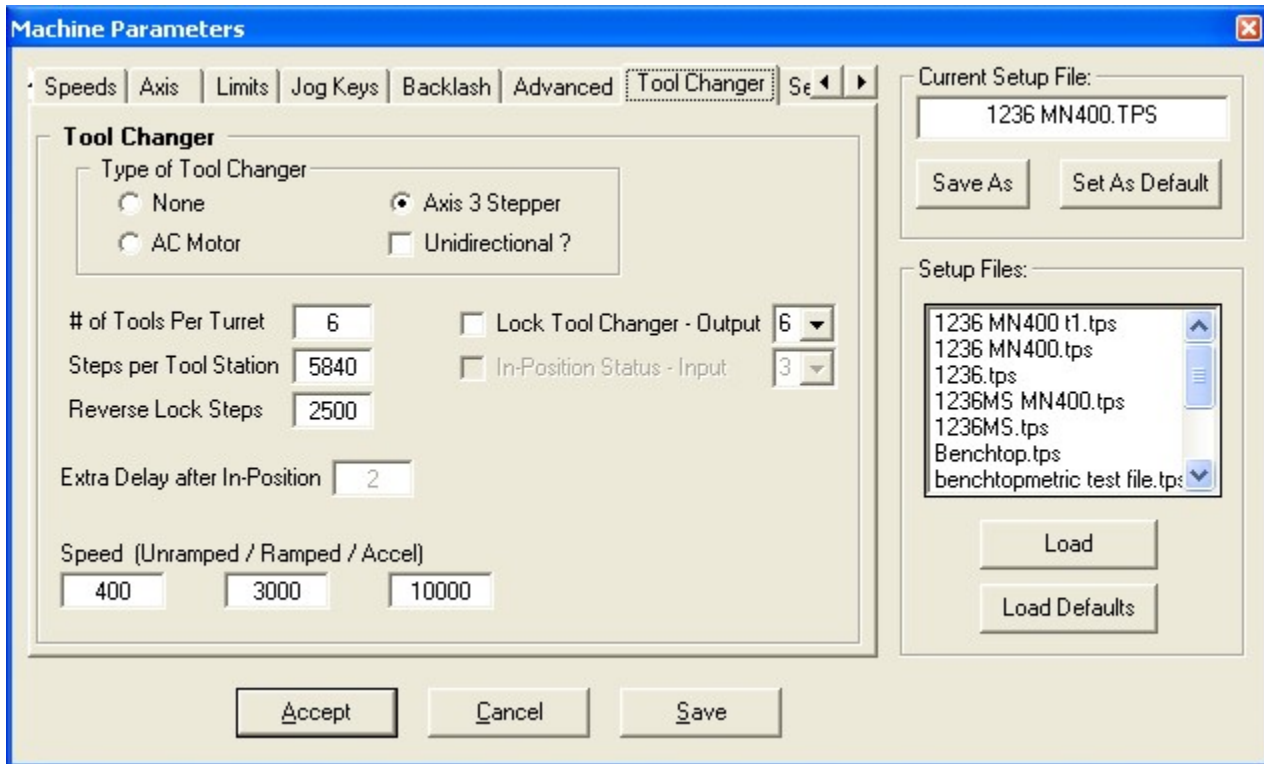 Machine Parameters
Speeds Axis Limits Jog Keys Backlash Advanced Tool Changer Se
Tool Changer
Type of Tool Changer
None
Axis 3 Stepper
AC Motor
Unidirectional ?
# of Tools Per Turret 6
Lock Tool Changer - Output 6
Steps per Tool Station 5840
In-Position Status - Input 3
Reverse Lock Steps 2500
Extra Delay after In-Position 2
Speed (Unramped / Ramped / Accel)
400 3000 10000
Accept Cancel Save
Current Setup File:
1236 MN400.TPS
Save As Set As Default
Setup Files:
1236 MN400 t1.tps
1236 MN400.tps
1236.tps
1236MS MN400.tps
1236MS.tps
Benchtop.tps
benchtopmetric test file.tps
Load
Load Defaults